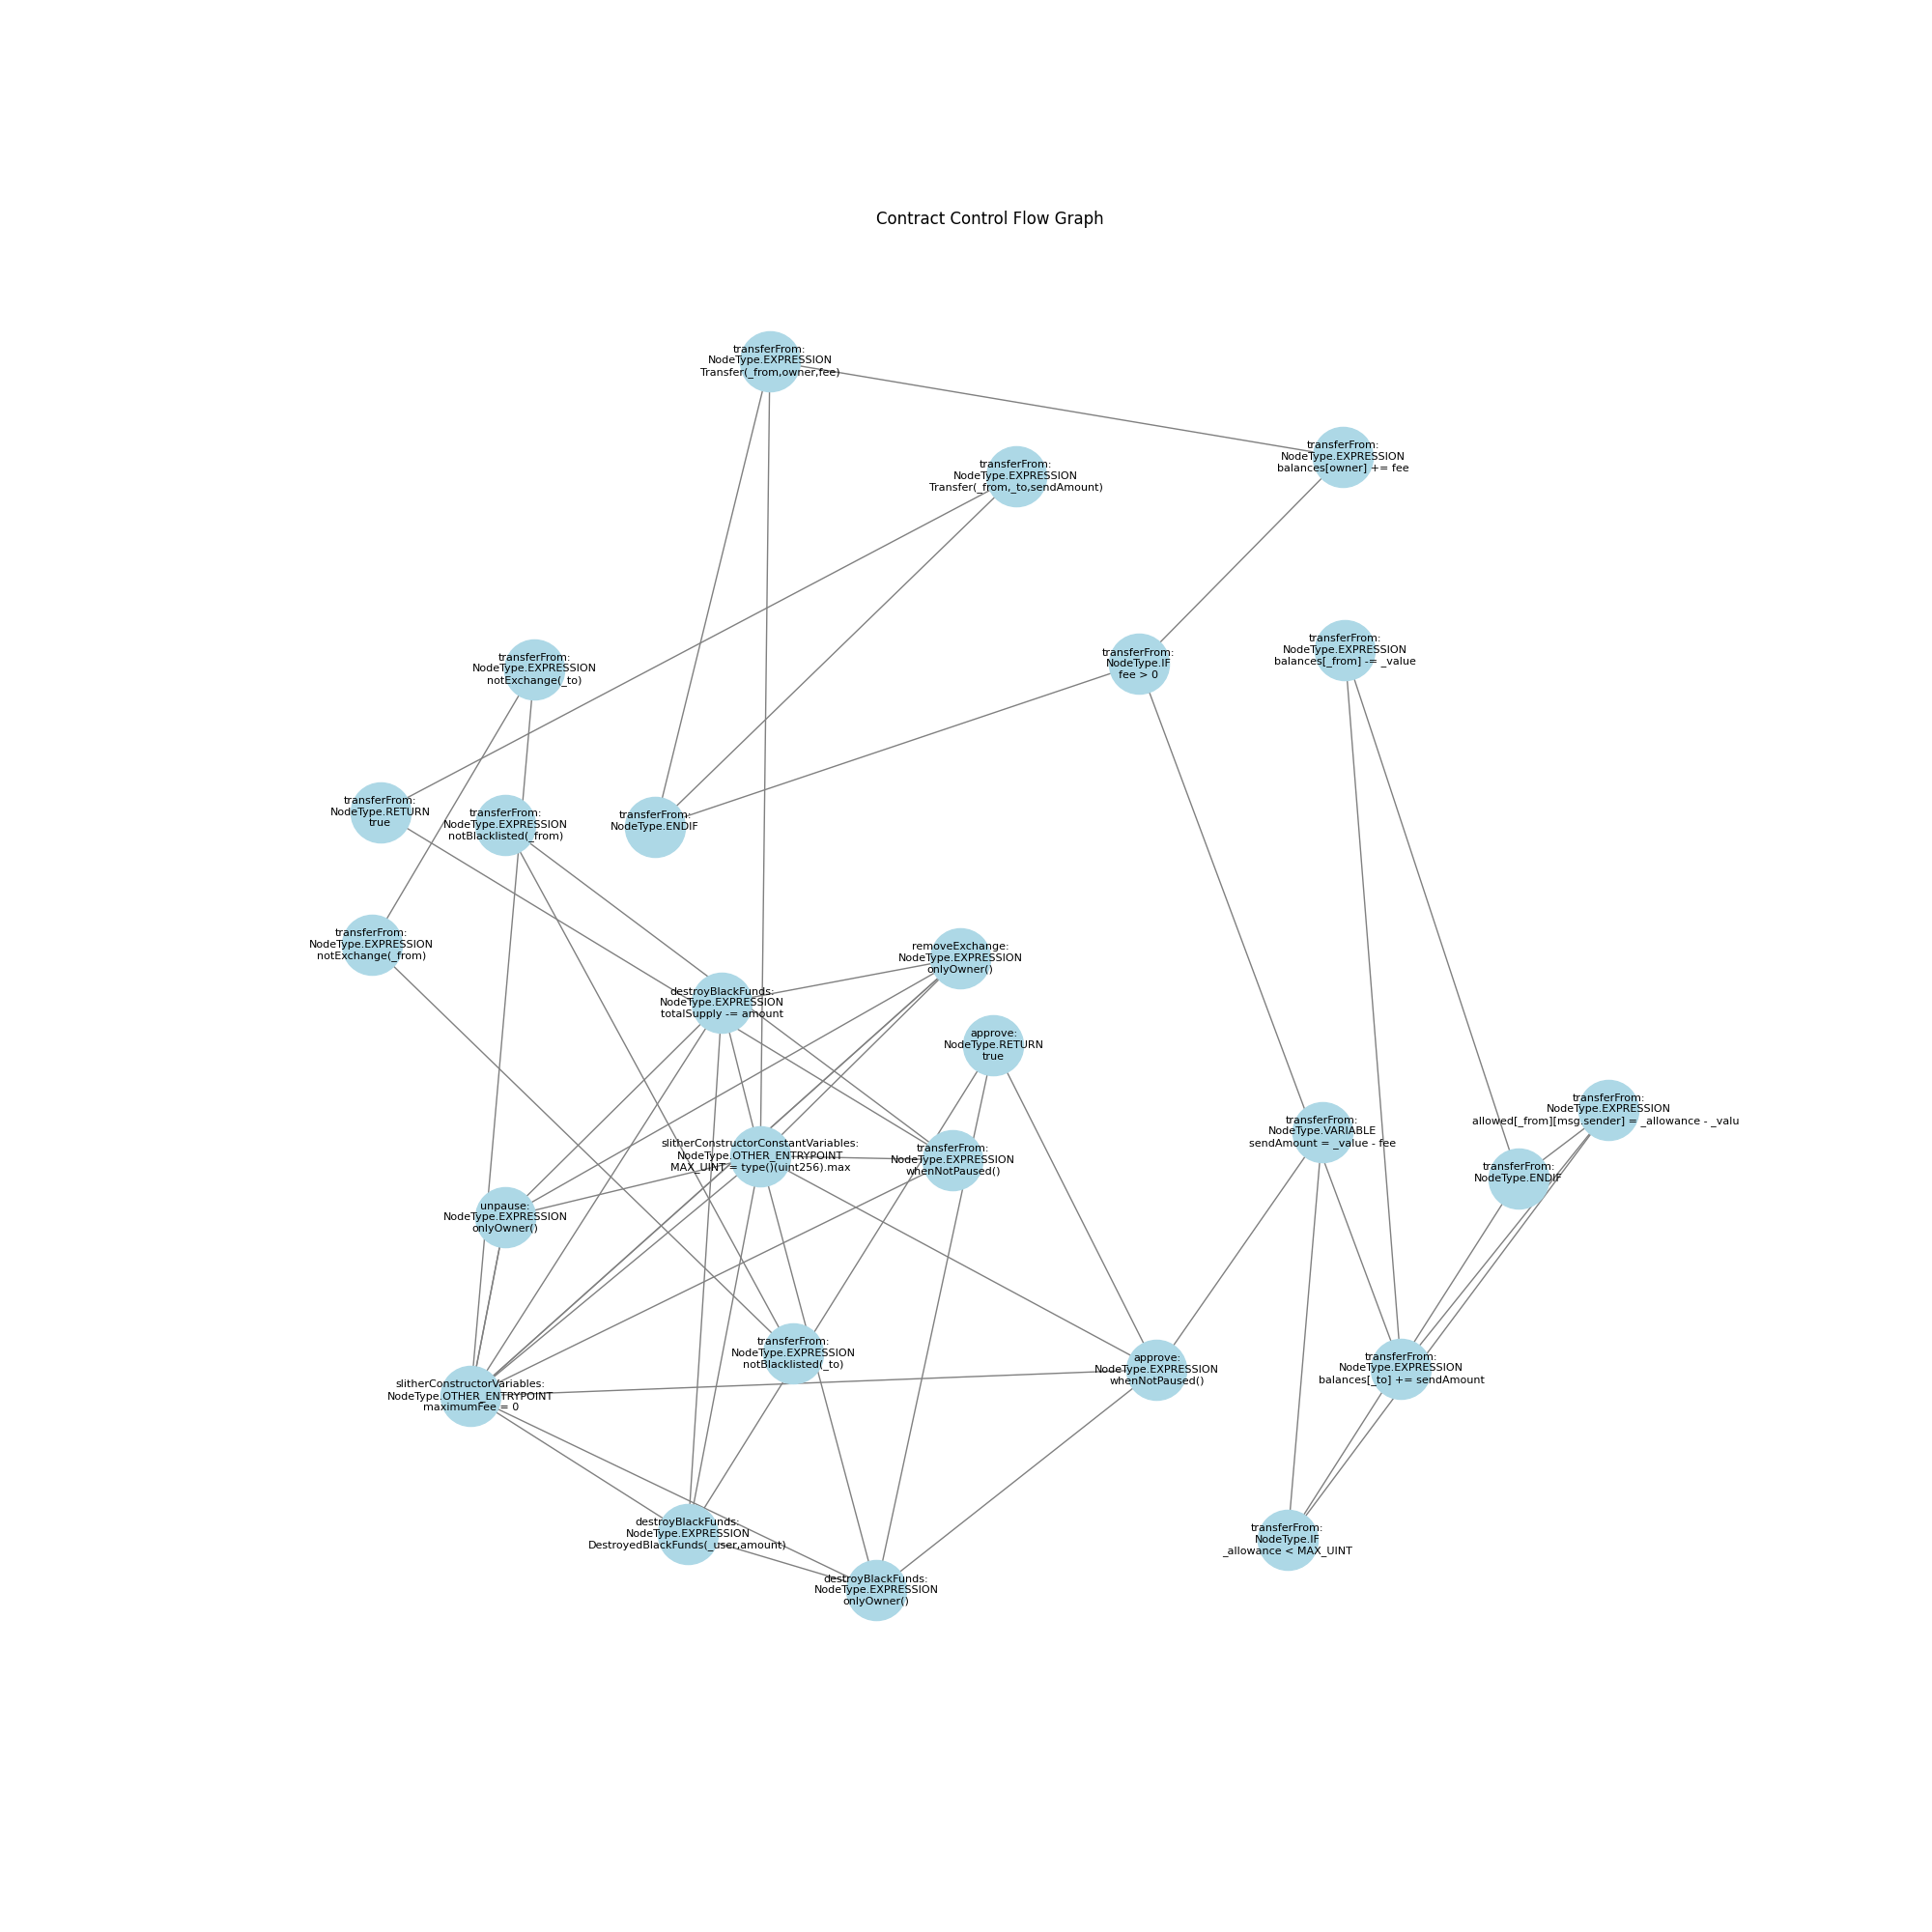 Contract Control Flow Graph
transferFrom:
NodeType.EXPRESSION
Transfer(_from,owner,fee)
transferFrom:
NodeType.EXPRESSION
balances[owner] += fee
transferFrom:
NodeType.EXPRESSION
Transfer(_from,_to,sendAmount)
transferFrom:
NodeType.EXPRESSION
balances[_from] -= _value
transferFrom:
NodeType.IF
fee > 0
transferFrom:
NodeType.EXPRESSION
notExchange(_to)
transferFrom:
NodeType.RETURN
true
transferFrom:
NodeType.EXPRESSION
notBlacklisted(_from)
transferFrom:
NodeType.ENDIF
transferFrom:
NodeType.EXPRESSION
notExchange(_from)
removeExchange:
NodeType.EXPRESSION
onlyOwner()
destroyBlackFunds:
NodeType.EXPRESSION
totalSupply -= amount
approve:
NodeType.RETURN
true
transferFrom:
NodeType.EXPRESSION
allowed[_from][msg.sender] = _allowance - _valu
transferFrom:
NodeType.VARIABLE
sendAmount = _value - fee
slitherConstructorConstantVariables:
NodeType.OTHER_ENTRYPOINT
MAX_UINT = type()(uint256).max
transferFrom:
NodeType.EXPRESSION
whenNotPaused()
transferFrom:
NodeType.ENDIF
unpause:
NodeType.EXPRESSION
onlyOwner()
transferFrom:
NodeType.EXPRESSION
notBlacklisted(_to)
approve:
NodeType.EXPRESSION
whenNotPaused()
transferFrom:
NodeType.EXPRESSION
balances[_to] += sendAmount
slitherConstructorVariables:
NodeType.OTHER_ENTRYPOINT
maximumFee = 0
destroyBlackFunds:
NodeType.EXPRESSION
DestroyedBlackFunds(_user,amount)
transferFrom:
NodeType.IF
_allowance < MAX_UINT
destroyBlackFunds:
NodeType.EXPRESSION
onlyOwner()